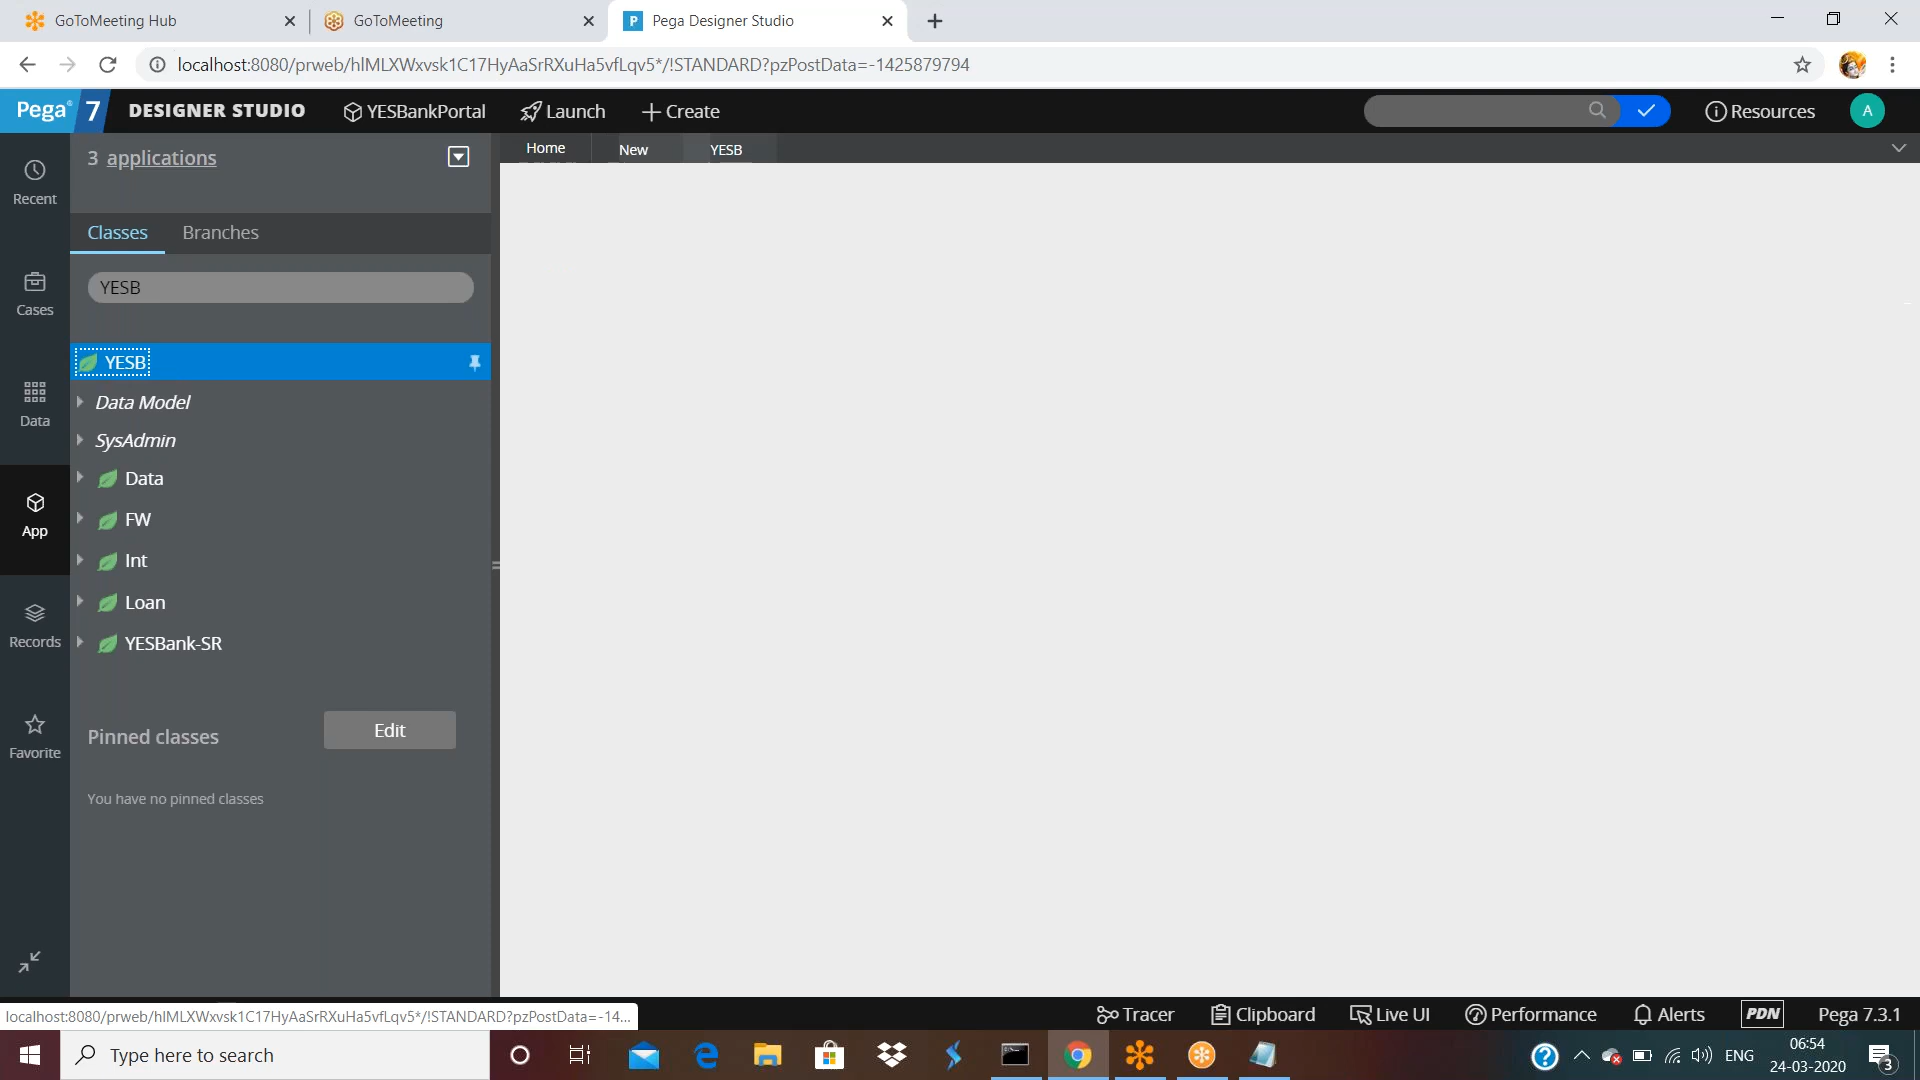 GoToMeeting Hub
GoToMeeting
Pega Designer Studio
localhost:8080/prweb/hIMLXWxvsk1C17HyAaSrRXuHa5vfLqv5*/!STANDARD?pzPostData=-1425879794
Pega 7 DESIGNER STUDIO YESBankPortal Launch Create Resources A
3 applications
Home New YESB
Recent
Classes Branches
YESB
Cases
YESB
Data Model
Data
SysAdmin
Data
FW
App
Int
Loan
Records
YESBank-SR
Pinned classes Edit
Favorite
You have no pinned classes
localhost:8080/prweb/hIMLXWxvsk1C17HyAaSrRXuHa5vfLqv5*/!STANDARD?pzPostData=-14...
Tracer Clipboard Live UI Performance Alerts PDN Pega 7.3.1
Type here to search
ENG
06:54
24-03-2020
3